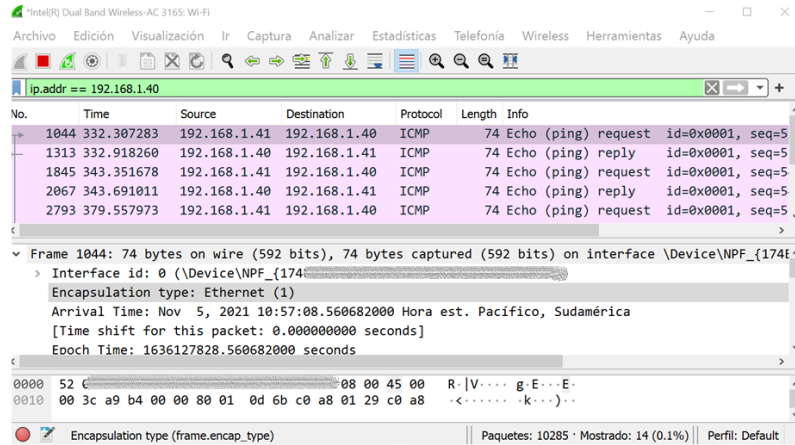 *Intel(R) Dual Band Wireless-AC 3165: Wi-Fi
Archivo Edición Visualización Ir Captura Analizar Estadísticas Telefonía Wireless Herramientas Ayuda
ip.addr == 192.168.1.40
No. Time Source Destination Protocol Length Info
1044 332.307283 192.168.1.41 192.168.1.40 ICMP 74 Echo (ping) request id=0x0001, seq=5
1313 332.918260 192.168.1.40 192.168.1.41 ICMP 74 Echo (ping) reply id=0x0001, seq=5
1845 343.351678 192.168.1.41 192.168.1.40 ICMP 74 Echo (ping) request id=0x0001, seq=5
2067 343.691011 192.168.1.40 192.168.1.41 ICMP 74 Echo (ping) reply id=0x0001, seq=5
2793 379.557973 192.168.1.41 192.168.1.40 ICMP 74 Echo (ping) request id=0x0001, seq=5
Frame 1044: 74 bytes on wire (592 bits), 74 bytes captured (592 bits) on interface \Device\NPF_{174E
Interface id: 0 (\Device\NPF_{174
Encapsulation type: Ethernet (1)
Arrival Time: Nov 5, 2021 10:57:08.560682000 Hora est. Pacífico, Sudamérica
[Time shift for this packet: 0.000000000 seconds]
Epoch Time: 1636127828.560682000 seconds
0000 52 08 00 45 00 R·|V···· g·E···E·
0010 00 3c a9 b4 00 00 80 01 0d 6b c0 a8 01 29 c0 a8 ·<······ ·k···)··
Encapsulation type (frame.encap_type) Paquetes: 10285 · Mostrado: 14 (0.1%) Perfil: Default